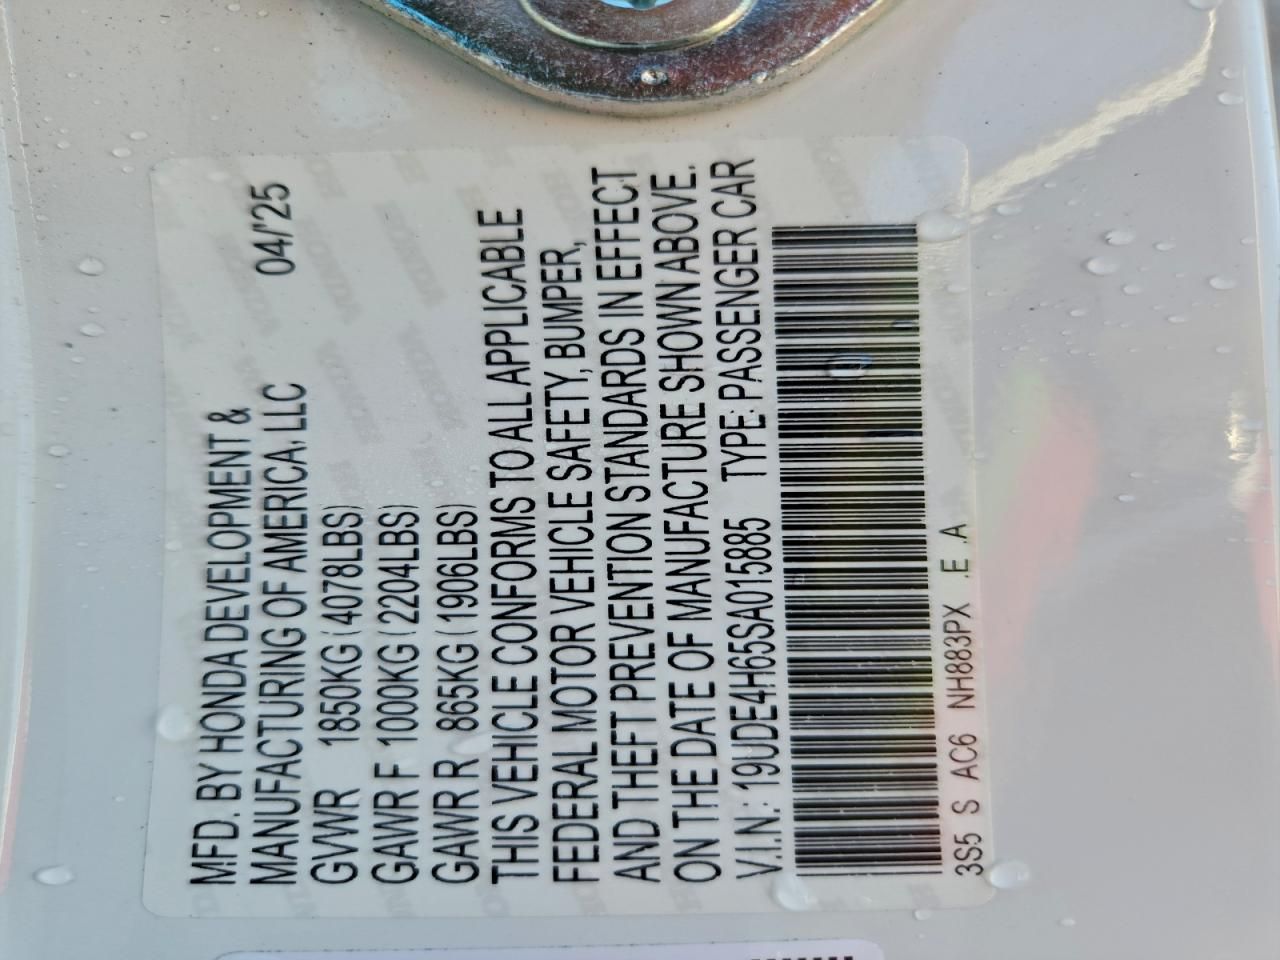 MFD. BY HONDA DEVELOPMENT &
MANUFACTURING OF AMERICA, LLC 04/'25
GVWR 1850KG(4078LBS)
GAWR F 1000KG(2204LBS)
GAWR R 865KG(1906LBS)
THIS VEHICLE CONFORMS TO ALL APPLICABLE
FEDERAL MOTOR VEHICLE SAFETY, BUMPER,
AND THEFT PREVENTION STANDARDS IN EFFECT
ON THE DATE OF MANUFACTURE SHOWN ABOVE.
V.I.N.: 19UDE4H65SA015885 TYPE: PASSENGER CAR
3S5 S AC6 NH883PX .E A